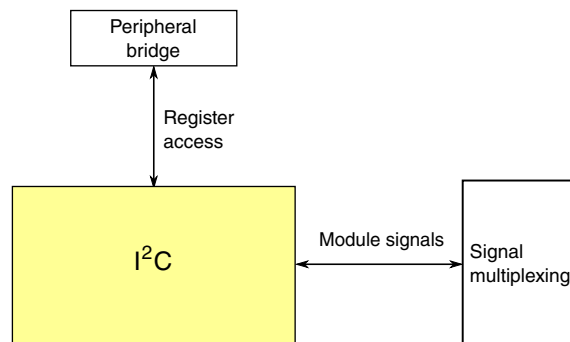 Peripheral
bridge
Register
access
I²C
Module signals
Signal
multiplexing